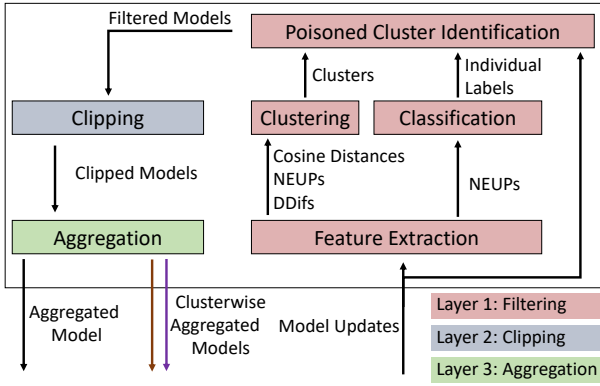 Filtered Models
Poisoned Cluster Identification
Clusters
Individual
Labels
Clipping
Clustering
Classification
Clipped Models
Cosine Distances
NEUPs
DDifs
NEUPs
Aggregation
Feature Extraction
Aggregated
Model
Clusterwise
Aggregated
Models
Model Updates
Layer 1: Filtering
Layer 2: Clipping
Layer 3: Aggregation